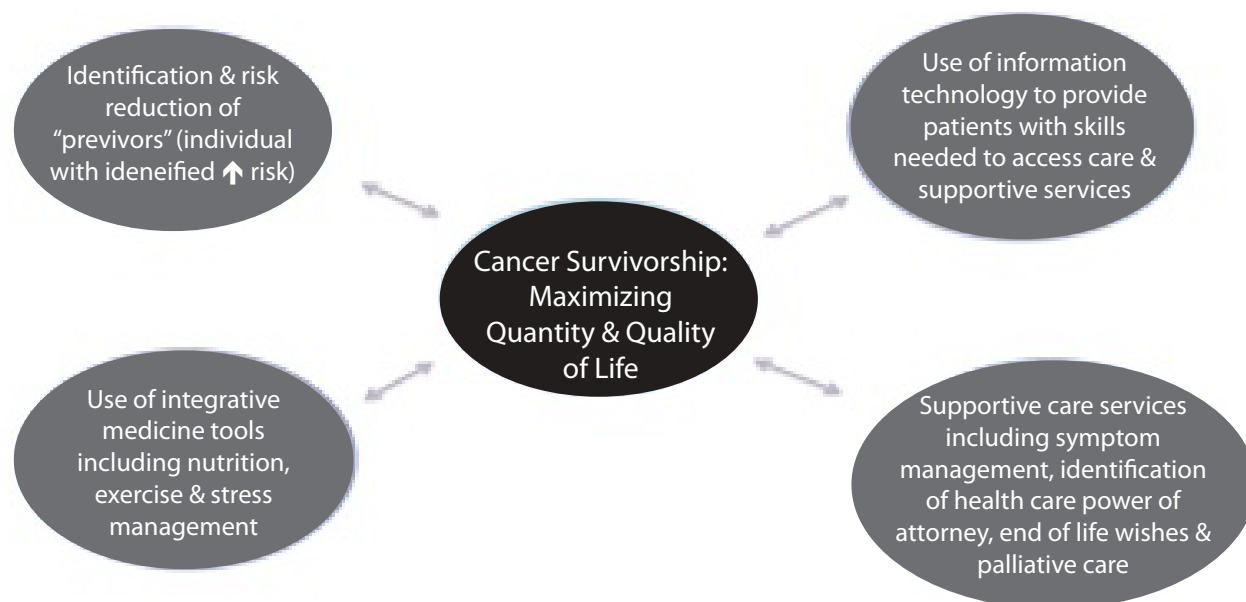 Identification & risk
reduction of
“previvors” (individual
with ideneified ↑ risk)
Use of information
technology to provide
patients with skills
needed to access care &
supportive services
Cancer Survivorship:
Maximizing
Quantity & Quality
of Life
Use of integrative
medicine tools
including nutrition,
exercise & stress
management
Supportive care services
including symptom
management, identification
of health care power of
attorney, end of life wishes &
palliative care